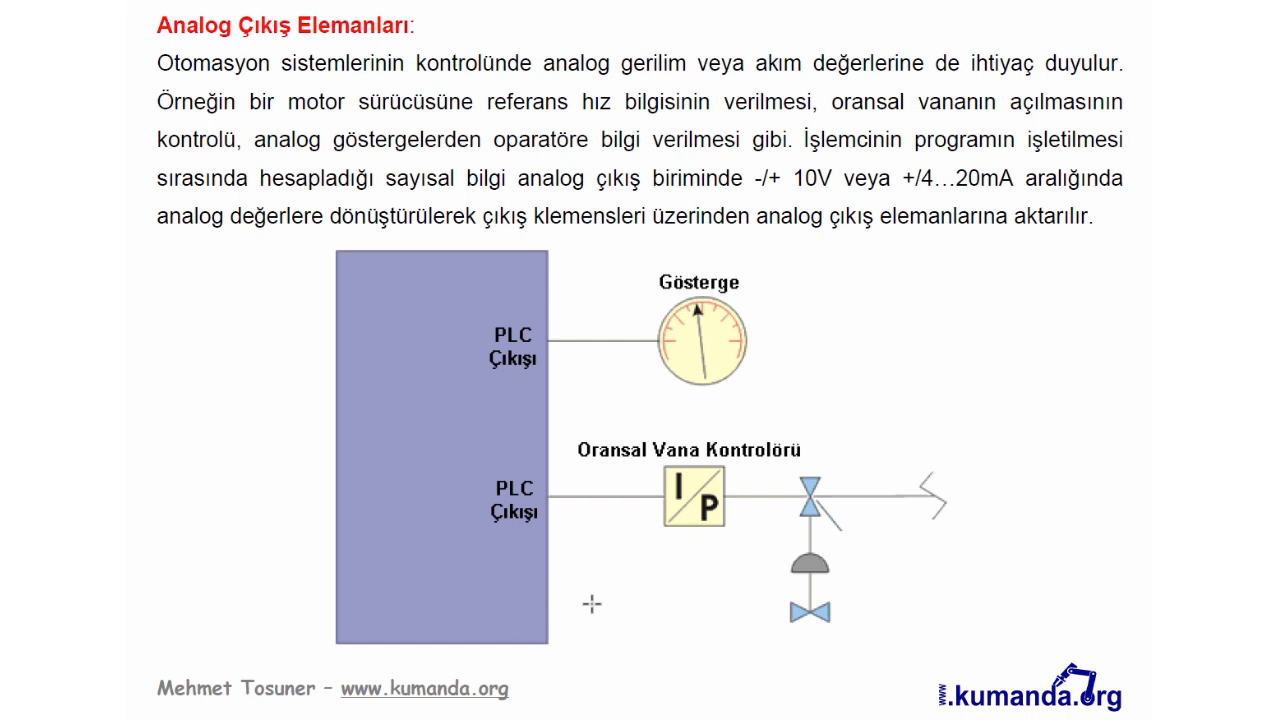 Analog Çıkış Elemanları:
Otomasyon sistemlerinin kontrolünde analog gerilim veya akım değerlerine de ihtiyaç duyulur.
Örneğin bir motor sürücüsüne referans hız bilgisinin verilmesi, oransal vananın açılmasının
kontrolü, analog göstergelerden oparatöre bilgi verilmesi gibi. İşlemcinin programın işletilmesi
sırasında hesapladığı sayısal bilgi analog çıkış biriminde -/+ 10V veya +/4…20mA aralığında
analog değerlere dönüştürülerek çıkış klemensleri üzerinden analog çıkış elemanlarına aktarılır.
Gösterge
PLC
Çıkışı
Oransal Vana Kontrolörü
PLC
Çıkışı
I/P
Mehmet Tosuner – www.kumanda.org
www.kumanda.org